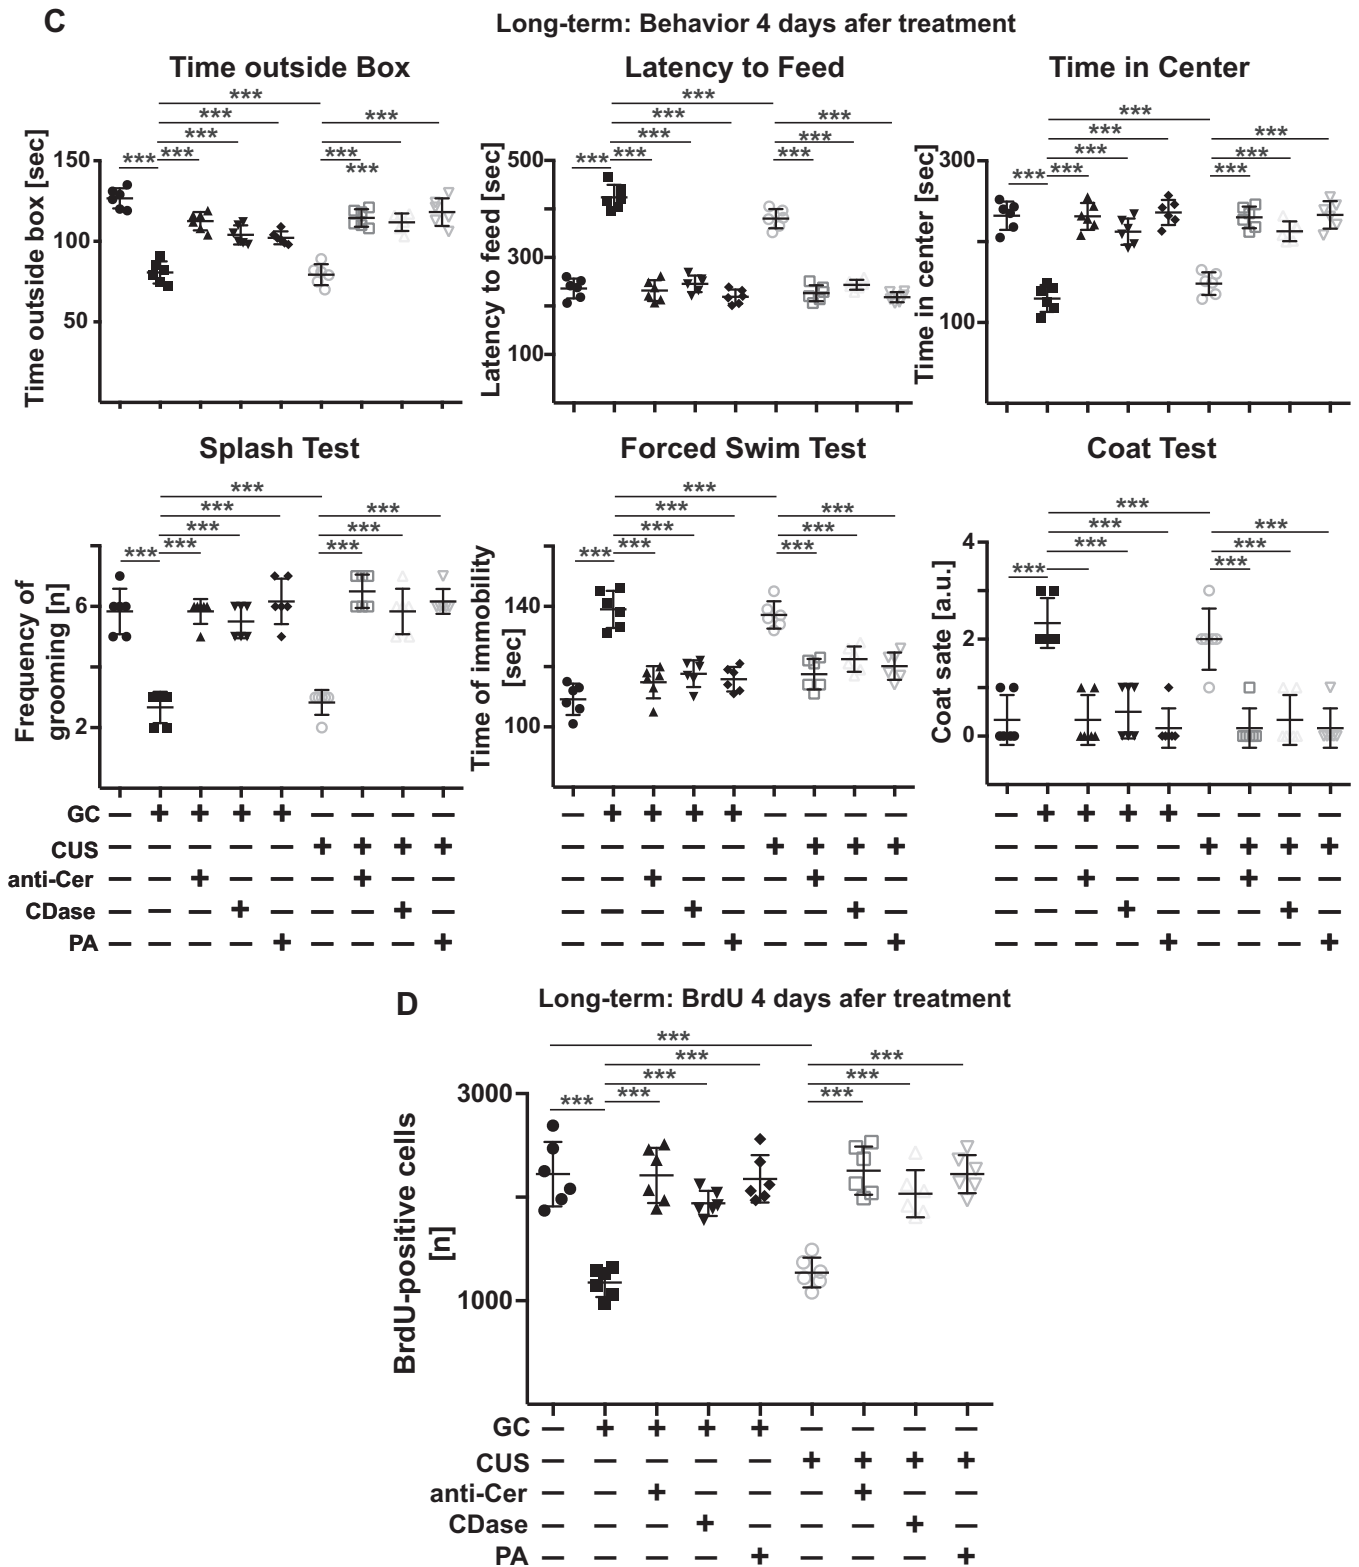 C
Long-term: Behavior 4 days afer treatment
Time outside Box
Latency to Feed
Time in Center
Time outside box [sec]
150
100
50
*** *** *** *** *** *** *** *** ***
Latency to feed [sec]
500
300
100
*** *** *** *** *** *** *** ***
Time in center [sec]
300
100
*** *** *** *** *** *** *** ***
Splash Test
Forced Swim Test
Coat Test
Frequency of
grooming [n]
6
2
*** *** *** *** *** *** *** ***
Time of immobility
[sec]
140
100
*** *** *** *** *** *** *** ***
Coat sate [a.u.]
4
2
0
*** *** *** *** *** *** ***
GC — + + + + — — — — — + + + + — — — — — + + + + — — — —
CUS — — — — — + + + + — — — — — + + + + — — — — — + + + +
anti-Cer — — + — — — + — — — — + — — — + — — — — + — — — + — —
CDase — — — + — — — + — — — — + — — — + — — — — + — — — + —
PA — — — — + — — — + — — — — + — — — + — — — — + — — — +
D
Long-term: BrdU 4 days afer treatment
BrdU-positive cells
[n]
3000
1000
*** *** *** *** *** *** *** ***
GC — + + + + — — — —
CUS — — — — — + + + +
anti-Cer — — + — — — + — —
CDase — — — + — — — + —
PA — — — — + — — — +